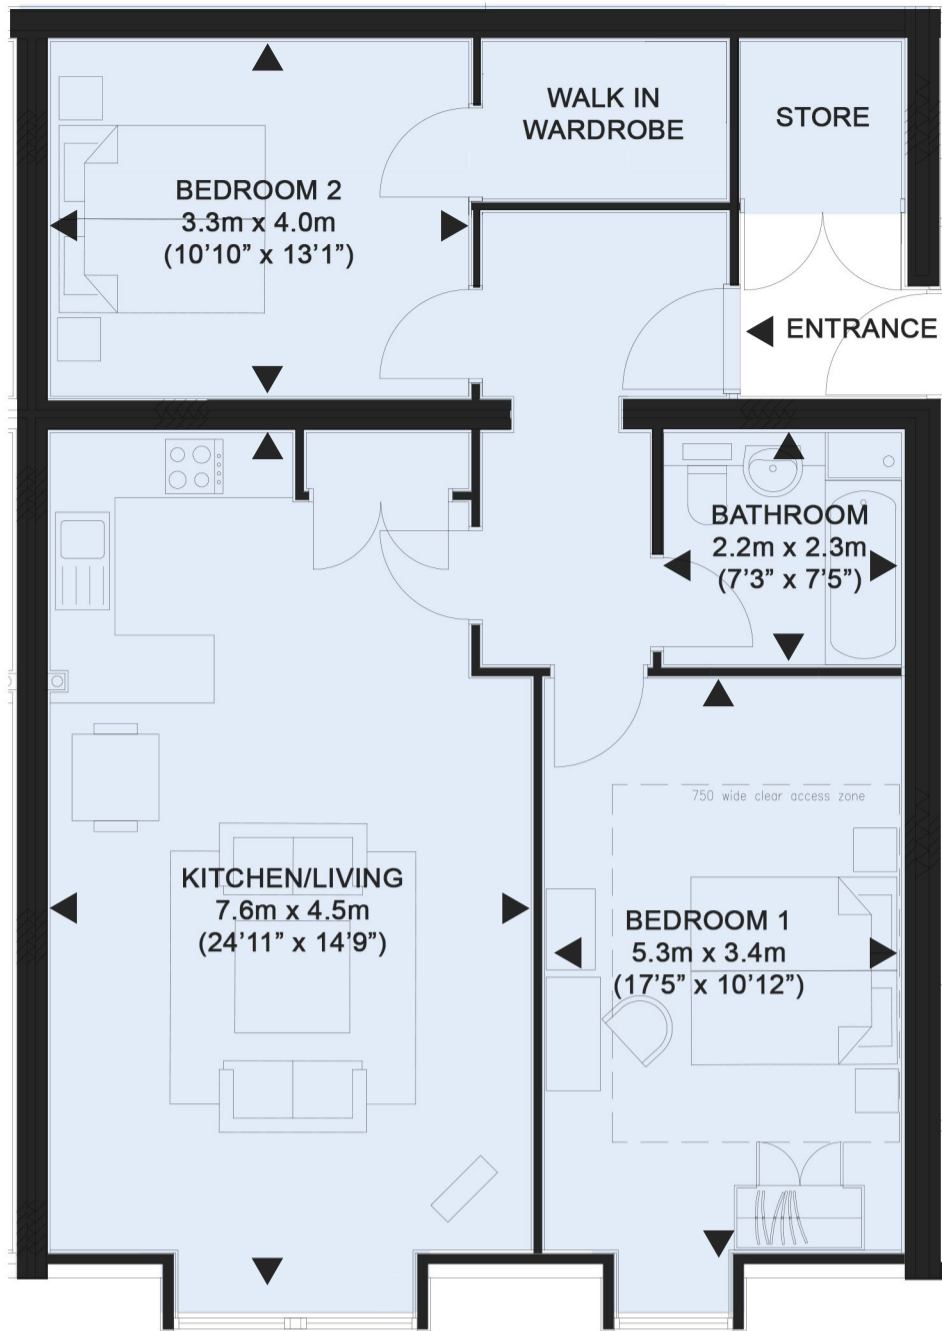 WALK IN
WARDROBE
STORE
BEDROOM 2
3.3m x 4.0m
(10’10” x 13’1”)
ENTRANCE
BATHROOM
2.2m x 2.3m
(7’3” x 7’5”)
750 wide clear access zone
KITCHEN/LIVING
7.6m x 4.5m
(24’11” x 14’9”)
BEDROOM 1
5.3m x 3.4m
(17’5” x 10’12”)